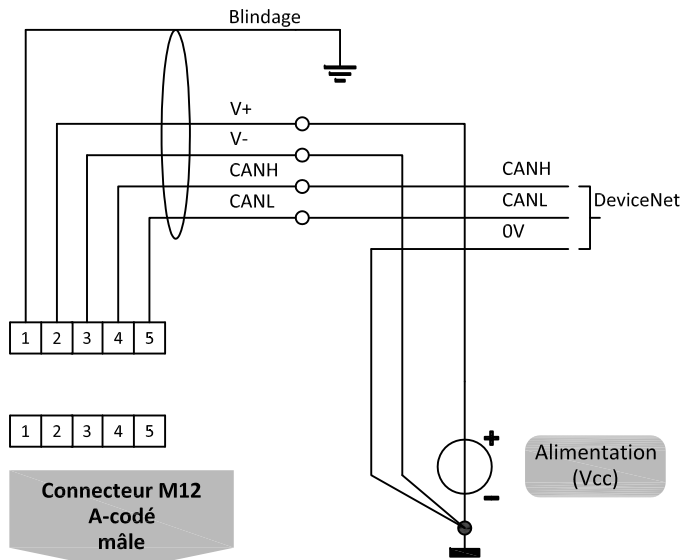 Blindage
V+
V-
CANH
CANL
CANH
CANL
0V
DeviceNet
1 2 3 4 5
1 2 3 4 5
+
Alimentation
(Vcc)
-
Connecteur M12
A-codé
mâle